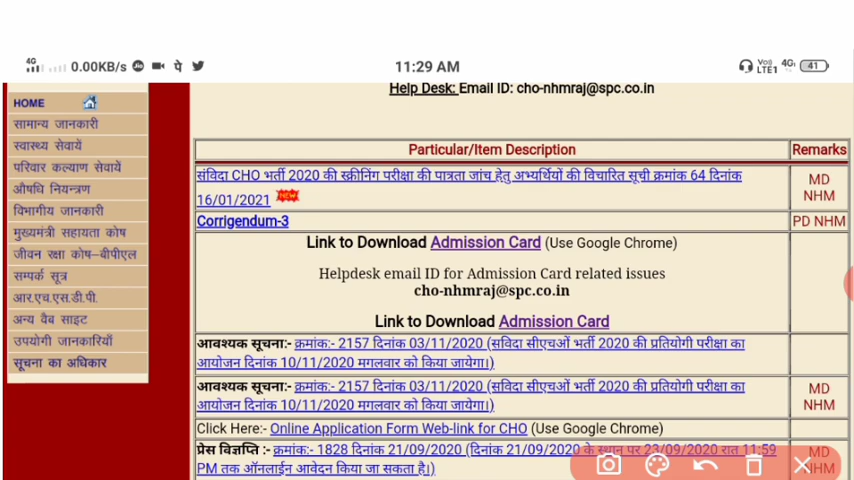 4G 0.00KB/s 11:29 AM Vo) LTE1 4G 41
Help Desk: Email ID: cho-nhmraj@spc.co.in
HOME
सामान्य जानकारी
स्वास्थ्य सेवायें
परिवार कल्याण सेवायें
औषधि नियन्त्रण
विभागीय जानकारी
मुख्यमंत्री सहायता कोष
जीवन रक्षा कोष–बीपीएल
सम्पर्क सूत्र
आर.एच.एस.डी.पी.
अन्य वैब साइट
उपयोगी जानकारियाँ
सूचना का अधिकार
Particular/Item Description Remarks
संविदा CHO भर्ती 2020 की स्क्रीनिंग परीक्षा की पात्रता जांच हेतु अभ्यर्थियों की विचारित सूची क्रमांक 64 दिनांक
16/01/2021
MD
NHM
Corrigendum-3 PD NHM
Link to Download Admission Card (Use Google Chrome)
Helpdesk email ID for Admission Card related issues
cho-nhmraj@spc.co.in
Link to Download Admission Card
आवश्यक सूचना:- क्रमांक:- 2157 दिनांक 03/11/2020 (संविदा सीएचओं भर्ती 2020 की प्रतियोगी परीक्षा का
आयोजन दिनांक 10/11/2020 मगलवार को किया जायेगा।)
आवश्यक सूचना:- क्रमांक:- 2157 दिनांक 03/11/2020 (संविदा सीएचओं भर्ती 2020 की प्रतियोगी परीक्षा का
आयोजन दिनांक 10/11/2020 मगलवार को किया जायेगा।)
MD
NHM
Click Here:- Online Application Form Web-link for CHO (Use Google Chrome)
प्रेस विज्ञप्ति :- क्रमांक:- 1828 दिनांक 21/09/2020 (दिनांक 21/09/2020 के स्थान पर 23/09/2020 रात 11:59
PM तक ऑनलाईन आवेदन किया जा सकता है।)
MD
NHM